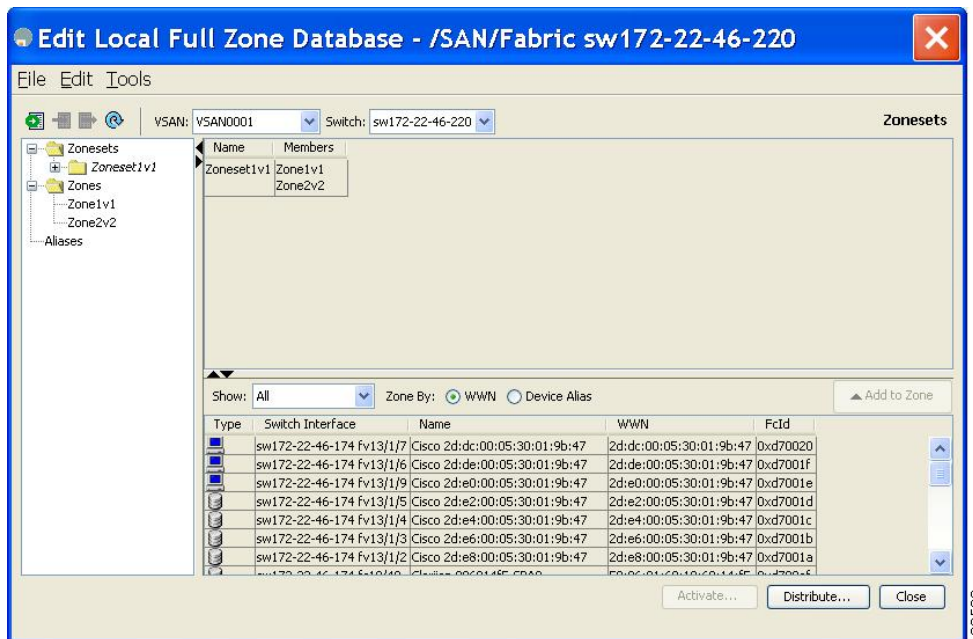 Edit Local Full Zone Database - /SAN/Fabric sw172-22-46-220
File Edit Tools
VSAN: VSAN0001 Switch: sw172-22-46-220 Zonesets
Zonesets
Zoneset1v1
Zones
Zone1v1
Zone2v2
Aliases
Name Members
Zoneset1v1 Zone1v1
Zone2v2
Show: All Zone By: WWN Device Alias Add to Zone
Type Switch Interface Name WWN FcId
sw172-22-46-174 fv13/1/7 Cisco 2d:dc:00:05:30:01:9b:47 2d:dc:00:05:30:01:9b:47 0xd70020
sw172-22-46-174 fv13/1/6 Cisco 2d:de:00:05:30:01:9b:47 2d:de:00:05:30:01:9b:47 0xd7001f
sw172-22-46-174 fv13/1/9 Cisco 2d:e0:00:05:30:01:9b:47 2d:e0:00:05:30:01:9b:47 0xd7001e
sw172-22-46-174 fv13/1/5 Cisco 2d:e2:00:05:30:01:9b:47 2d:e2:00:05:30:01:9b:47 0xd7001d
sw172-22-46-174 fv13/1/4 Cisco 2d:e4:00:05:30:01:9b:47 2d:e4:00:05:30:01:9b:47 0xd7001c
sw172-22-46-174 fv13/1/3 Cisco 2d:e6:00:05:30:01:9b:47 2d:e6:00:05:30:01:9b:47 0xd7001b
sw172-22-46-174 fv13/1/2 Cisco 2d:e8:00:05:30:01:9b:47 2d:e8:00:05:30:01:9b:47 0xd7001a
Activate... Distribute... Close